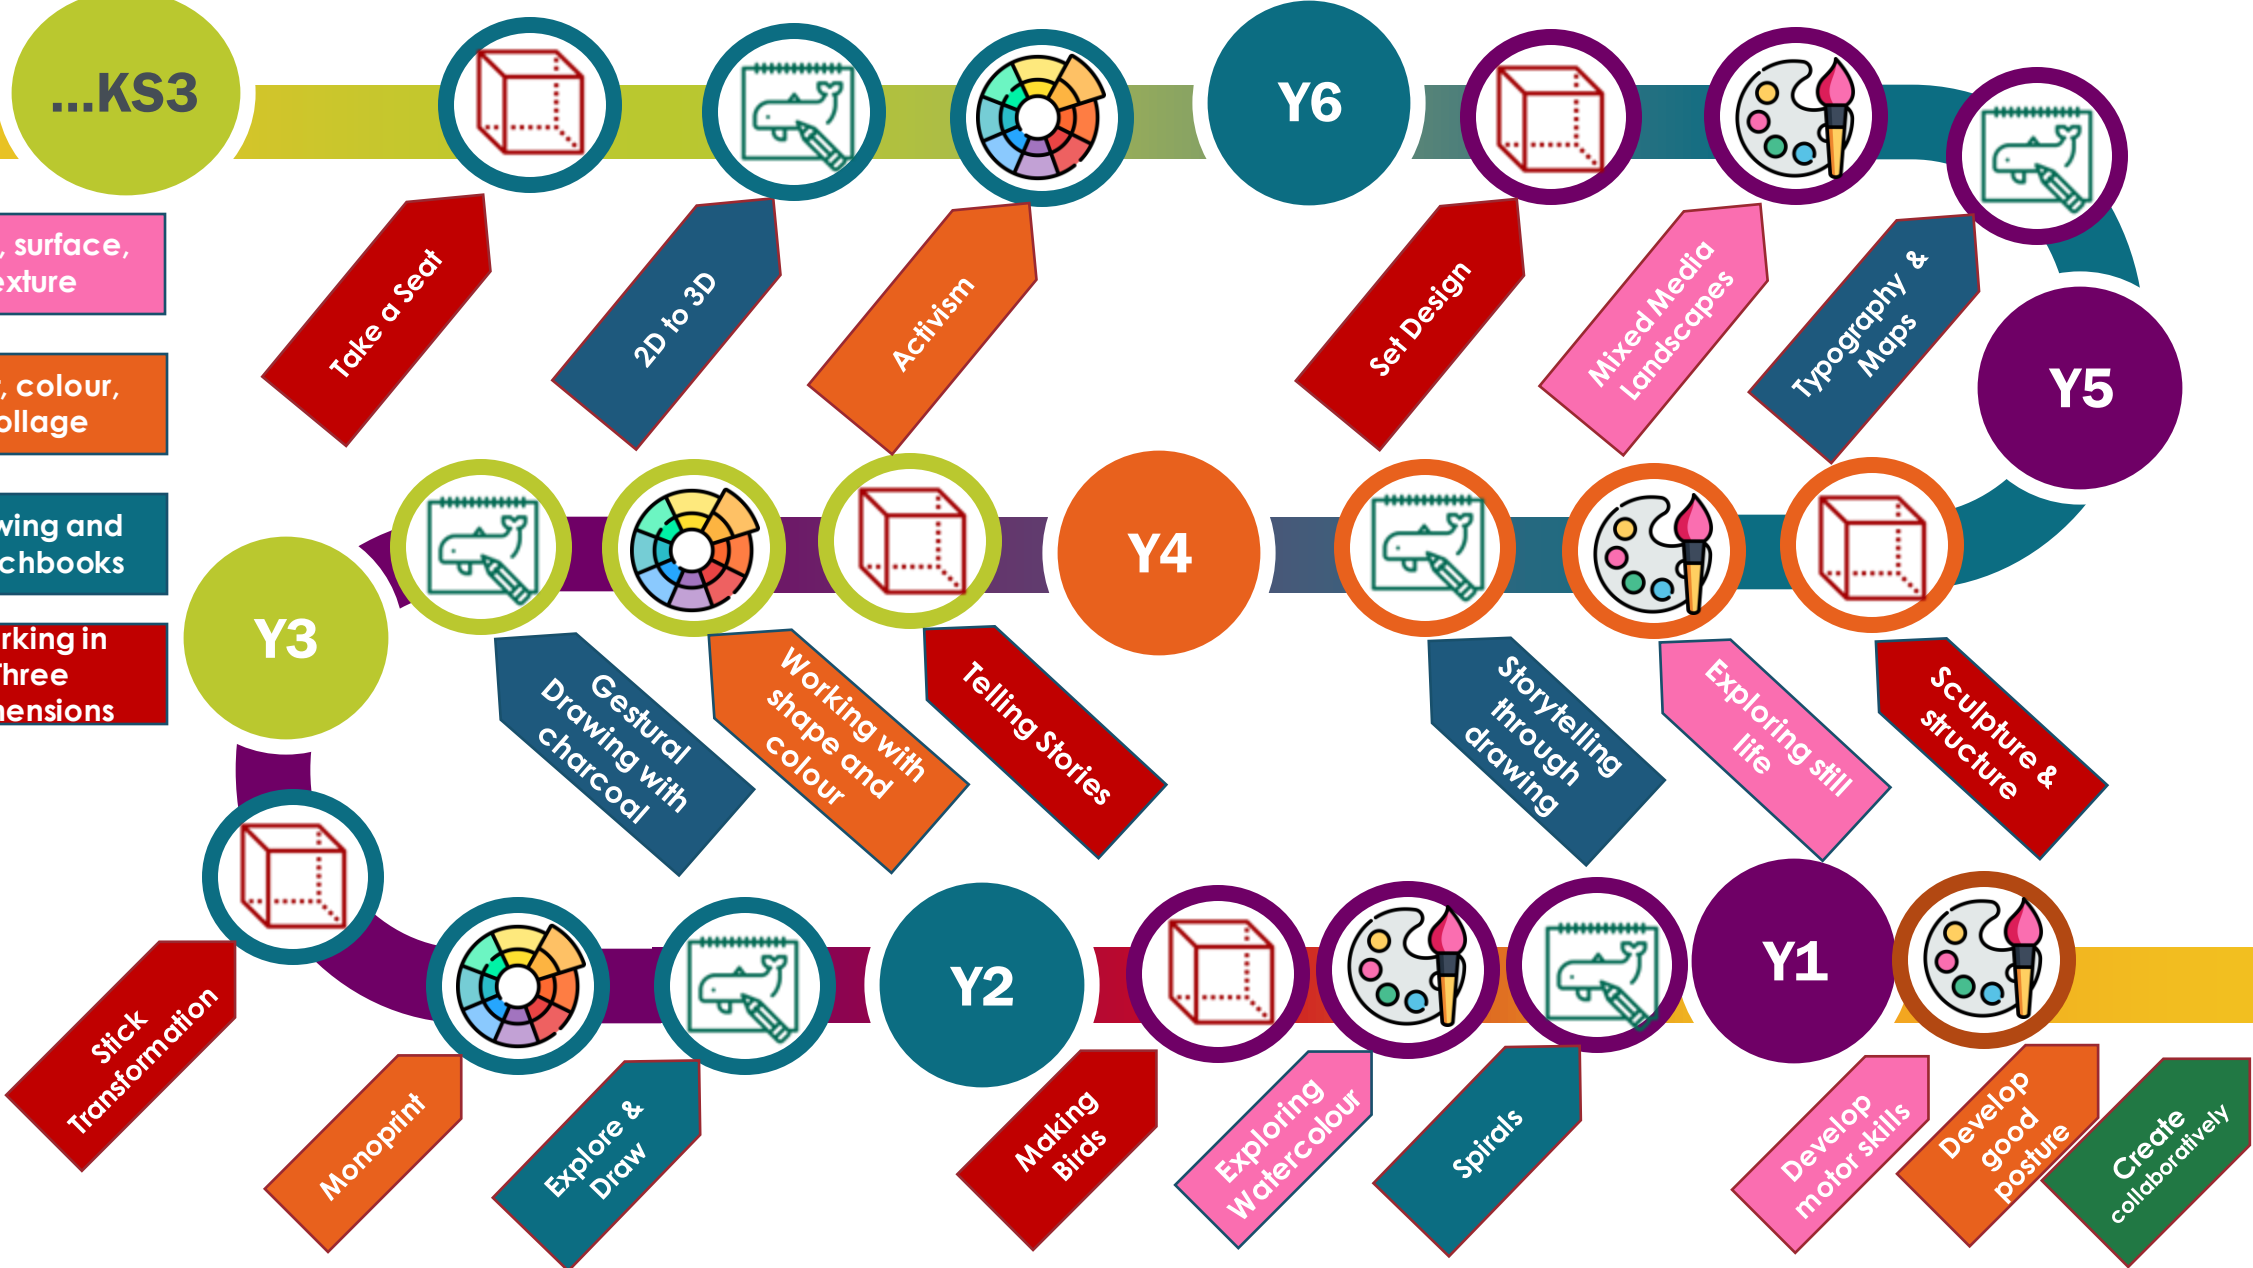 ...KS3
Y6
Take a Seat
2D to 3D
Activism
Set Design
Mixed Media
Landscapes
Typography &
Maps
, surface,
exture
, colour,
ollage
wing and
chbooks
rking in
Three
nensions
Y5
Y4
Y3
Gestural
Drawing with
charcoal
Working with
shape and
colour
Telling Stories
Storytelling
through
drawing
Exploring still
life
Sculpture &
structure
Y2
Y1
Stick
Transformation
Monoprint
Explore &
Draw
Making
Birds
Exploring
Watercolour
Spirals
Develop
motor skills
Develop
good
posture
Create
collaboratively